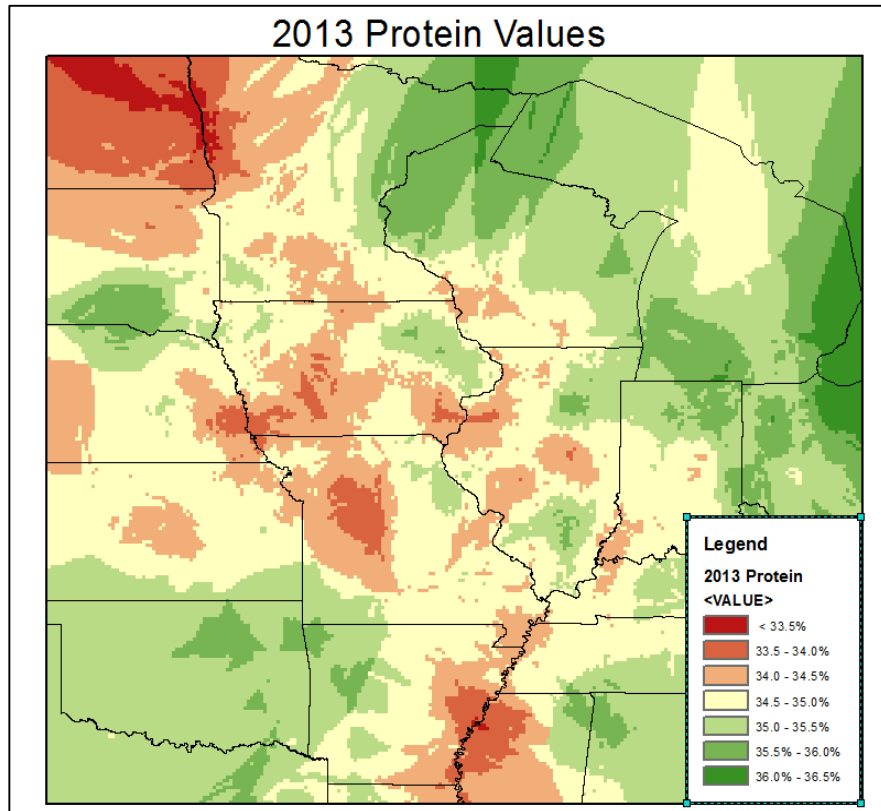 2013 Protein Values
Legend
2013 Protein
<VALUE>
< 33.5%
33.5 - 34.0%
34.0 - 34.5%
34.5 - 35.0%
35.0 - 35.5%
35.5% - 36.0%
36.0% - 36.5%